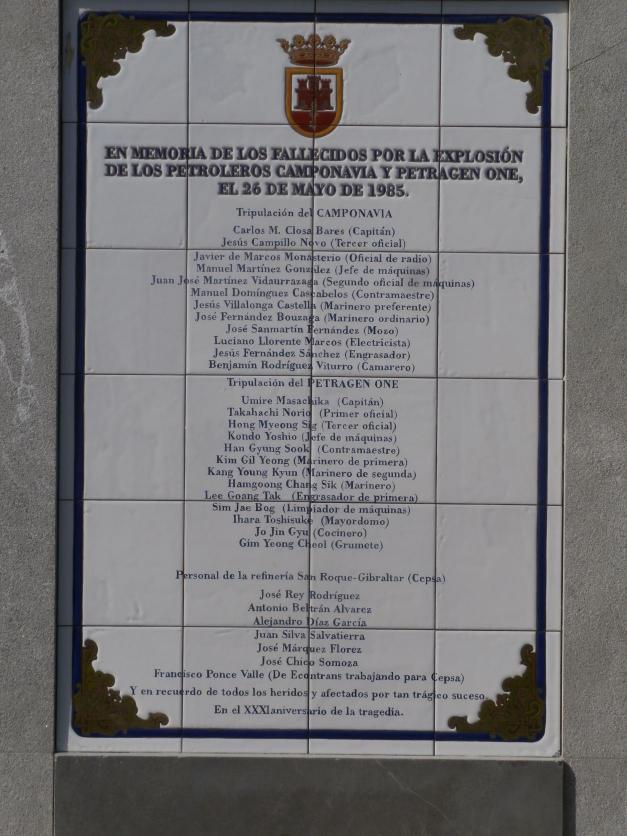 EN MEMORIA DE LOS FALLECIDOS POR LA EXPLOSIÓN
DE LOS PETROLEROS CAMPONAVIA Y PETRAGEN ONE,
EL 26 DE MAYO DE 1985.
Tripulación del CAMPONAVIA
Carlos M. Closa Bares (Capitán)
Jesús Campillo Novo (Tercer oficial)
Javier de Marcos Monasterio (Oficial de radio)
Manuel Martínez González (Jefe de máquinas)
Juan José Martínez Vidaurrazaga (Segundo oficial de máquinas)
Manuel Domínguez Cascabelos (Contramaestre)
Jesús Villalonga Castella (Marinero preferente)
José Fernández Bouzaga (Marinero ordinario)
José Sanmartín Fernández (Mozo)
Luciano Llorente Marcos (Electricista)
Jesús Fernández Sánchez (Engrasador)
Benjamín Rodríguez Viturro (Camarero)
Tripulación del PETRAGEN ONE
Umire Masachika (Capitán)
Takahachi Norio (Primer oficial)
Hong Myeong Sig (Tercer oficial)
Kondo Yoshio (Jefe de máquinas)
Han Gyung Sook (Contramaestre)
Kim Gil Yeong (Marinero de primera)
Kang Young Kyun (Marinero de segunda)
Hamgoong Chang Sik (Marinero)
Lee Goang Tak (Engrasador de primera)
Sim Jae Bog (Limpiador de máquinas)
Ihara Toshisuke (Mayordomo)
Jo Jin Gyu (Cocinero)
Gim Yeong Cheol (Grumete)
Personal de la refinería San Roque-Gibraltar (Cepsa)
José Rey Rodríguez
Antonio Beltrán Alvarez
Alejandro Díaz García
Juan Silva Salvatierra
José Márquez Florez
José Chico Somoza
Francisco Ponce Valle (De Econtrans trabajando para Cepsa)
Y en recuerdo de todos los heridos y afectados por tan trágico suceso.
En el XXXIaniversario de la tragedia.